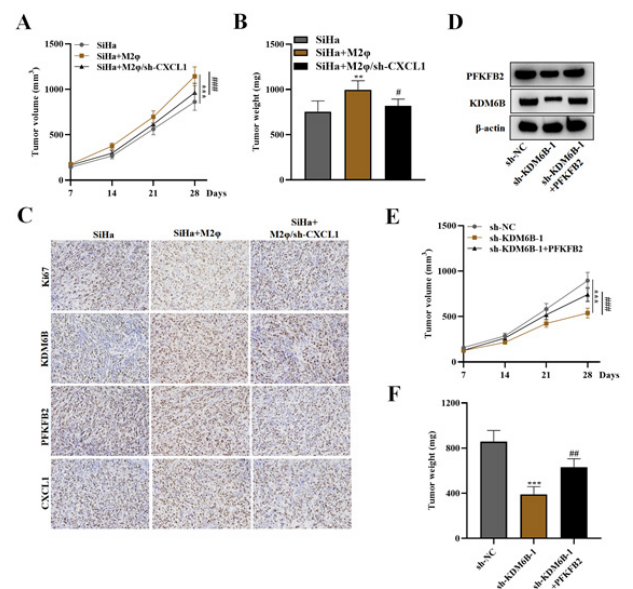 A
SiHa
SiHa+M2φ
SiHa+M2φ/sh-CXCL1
Tumor volume (mm³)
1500
1000
500
0
7
14
21
28
Days
***
###
B
SiHa
SiHa+M2φ
SiHa+M2φ/sh-CXCL1
Tumor weight (mg)
1500
1000
500
0
**
#
D
PFKFB2
KDM6B
β-actin
sh-NC
sh-KDM6B-1
sh-KDM6B-1
+PFKFB2
C
SiHa
SiHa+M2φ
SiHa+
M2φ/sh-CXCL1
Ki67
KDM6B
PFKFB2
CXCL1
E
sh-NC
sh-KDM6B-1
sh-KDM6B-1+PFKFB2
Tumor volume (mm³)
1500
1000
500
0
7
14
21
28
Days
***
###
F
Tumor weight (mg)
1200
800
400
0
***
##
sh-NC
sh-KDM6B-1
sh-KDM6B-1
+PFKFB2